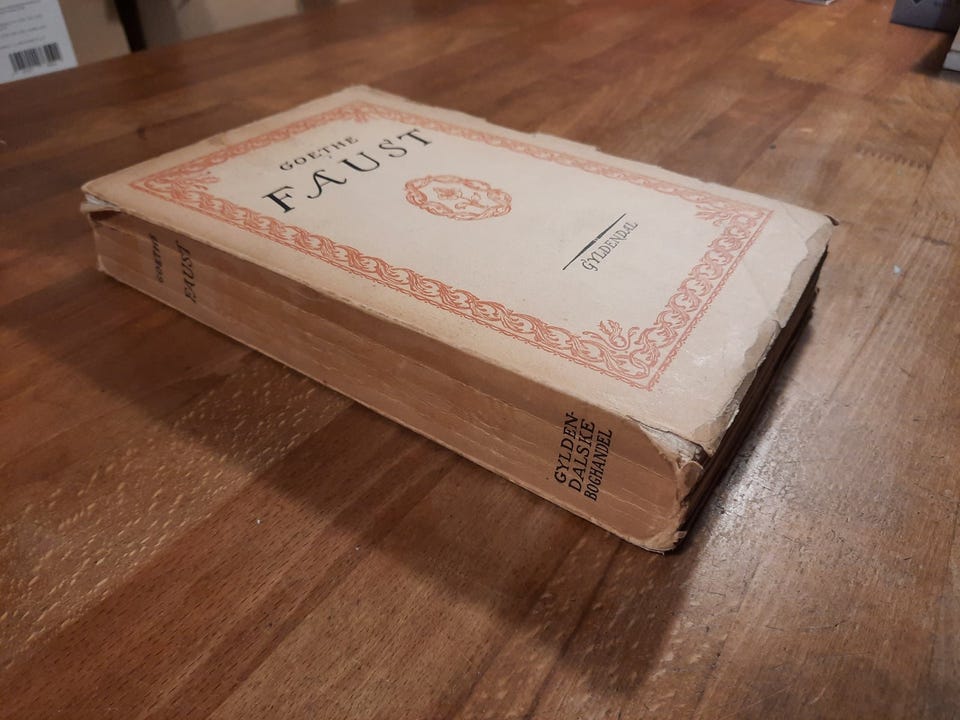 GOETHE
FAUST
GYLDENDAL
GOETHE
FAUST
GYLDEN-
DALSKE
BOGHANDEL